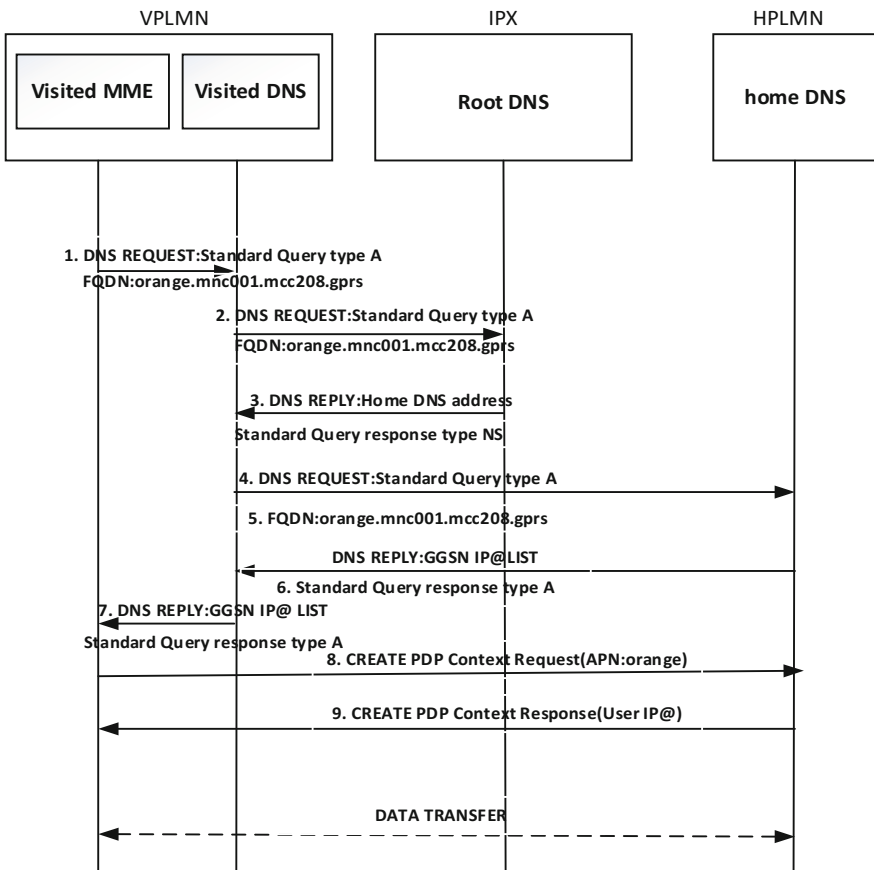 VPLMN
IPX
HPLMN
Visited MME
Visited DNS
Root DNS
home DNS
1. DNS REQUEST:Standard Query type A
FQDN:orange.mnc001.mcc208.gprs
2. DNS REQUEST:Standard Query type A
FQDN:orange.mnc001.mcc208.gprs
3. DNS REPLY:Home DNS address
Standard Query response type NS
4. DNS REQUEST:Standard Query type A
5. FQDN:orange.mnc001.mcc208.gprs
DNS REPLY:GGSN IP@LIST
6. Standard Query response type A
7. DNS REPLY:GGSN IP@ LIST
Standard Query response type A
8. CREATE PDP Context Request(APN:orange)
9. CREATE PDP Context Response(User IP@)
DATA TRANSFER